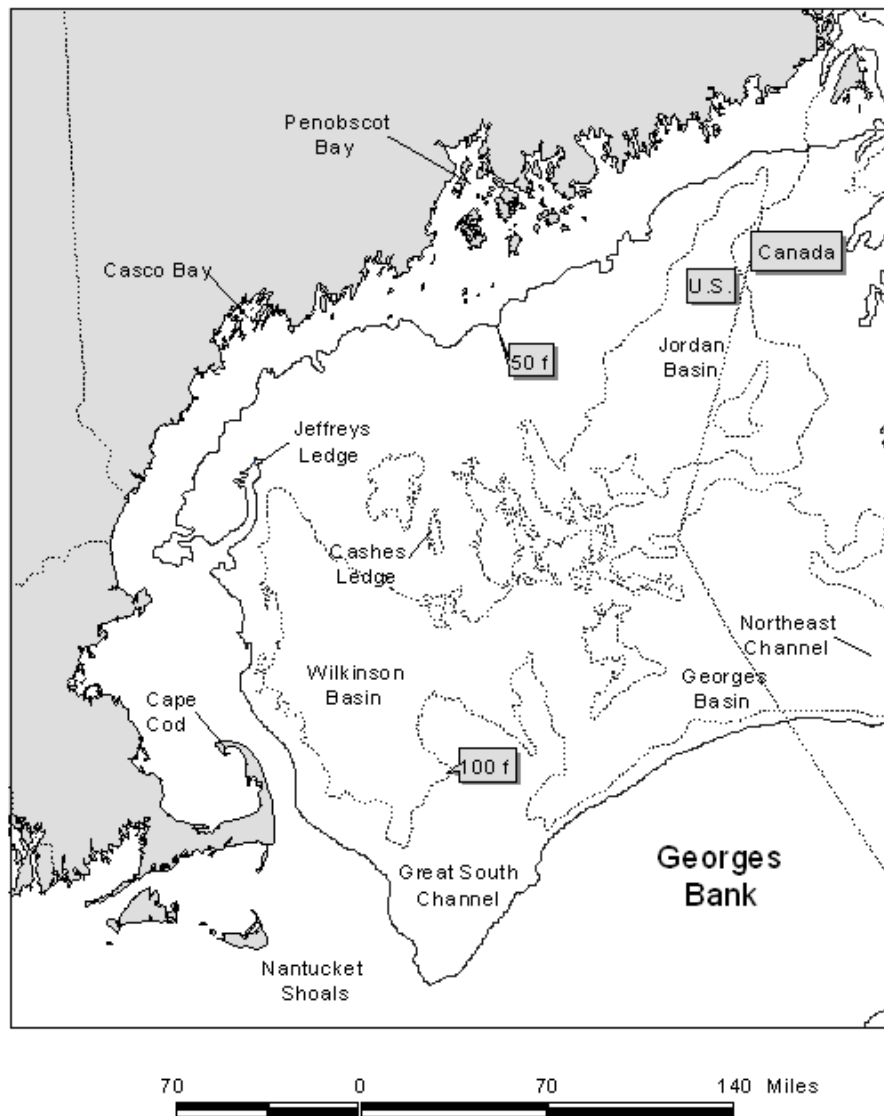 Penobscot
Bay
Casco Bay
Canada
U.S.
Jordan
Basin
50 f
Jeffreys
Ledge
Cashes
Ledge
Northeast
Channel
Wilkinson
Basin
Georges
Basin
Cape
Cod
100 f
Georges
Bank
Great South
Channel
Nantucket
Shoals
70 0 70 140 Miles